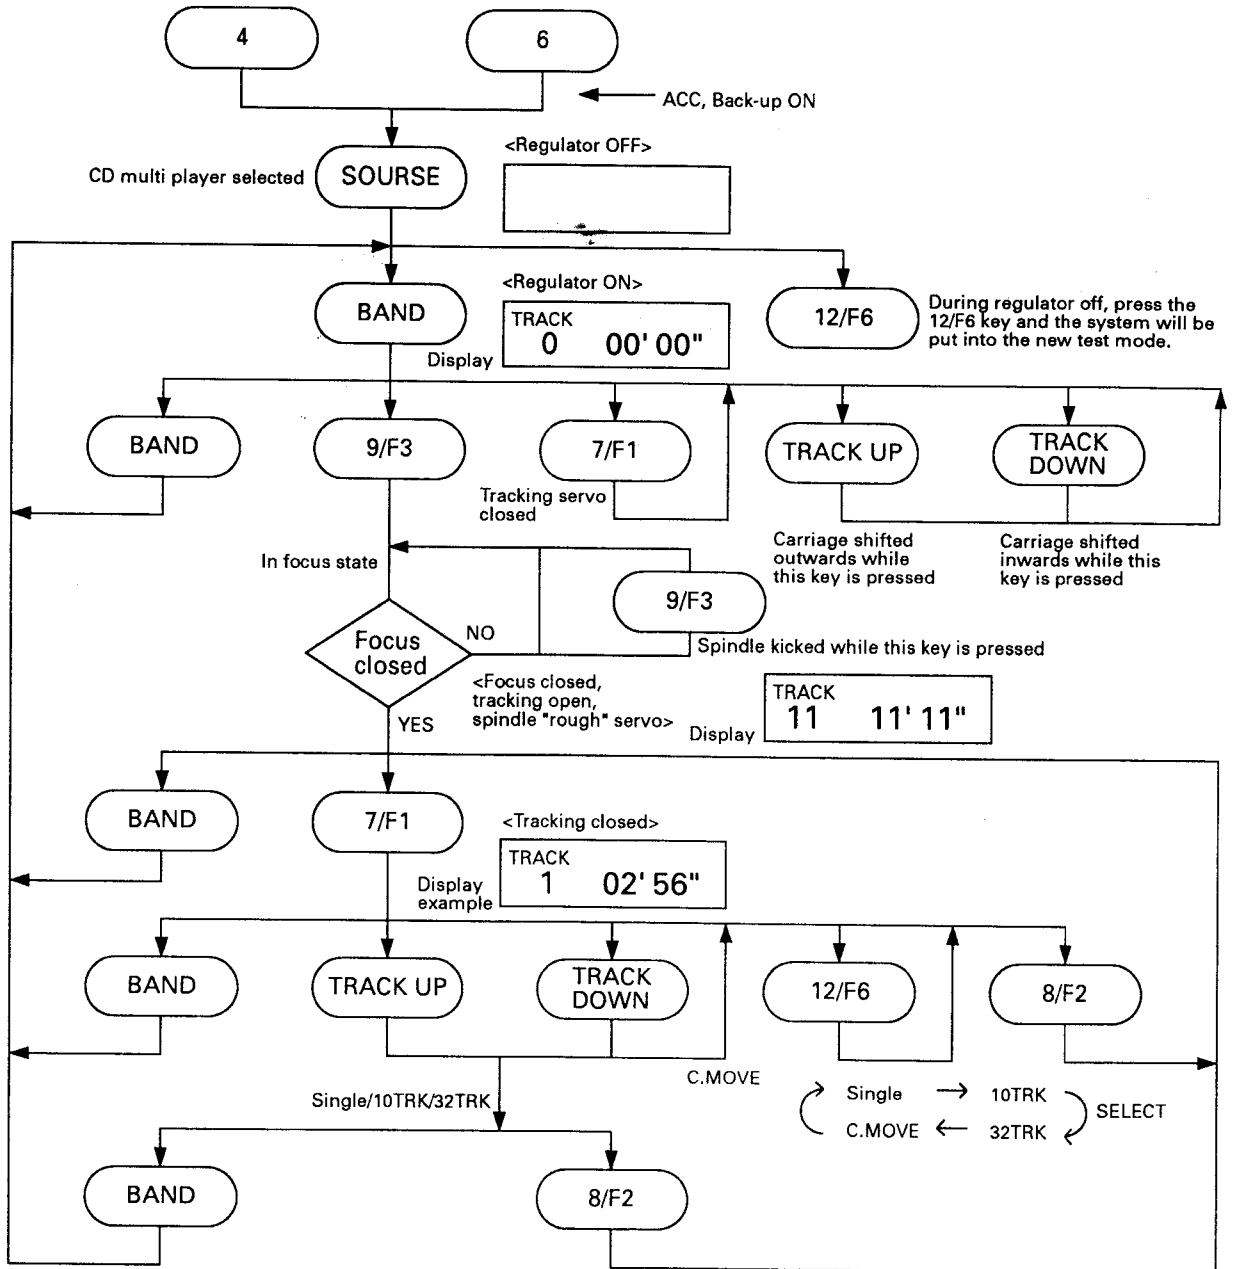 4
6
ACC, Back-up ON
<Regulator OFF>
CD multi player selected
SOURSE
<Regulator ON>
BAND
TRACK
0 00' 00"
Display
12/F6
During regulator off, press the
12/F6 key and the system will be
put into the new test mode.
BAND
9/F3
7/F1
TRACK UP
TRACK
DOWN
Tracking servo
closed
Carriage shifted
outwards while
this key is pressed
Carriage shifted
inwards while this
key is pressed
In focus state
9/F3
Focus
closed
NO
Spindle kicked while this key is pressed
<Focus closed,
tracking open,
spindle "rough" servo>
YES
Display
TRACK
11 11' 11"
BAND
7/F1
<Tracking closed>
TRACK
1 02' 56"
Display
example
BAND
TRACK UP
TRACK
DOWN
12/F6
8/F2
C.MOVE
Single/10TRK/32TRK
Single 10TRK
SELECT
C.MOVE 32TRK
BAND
8/F2